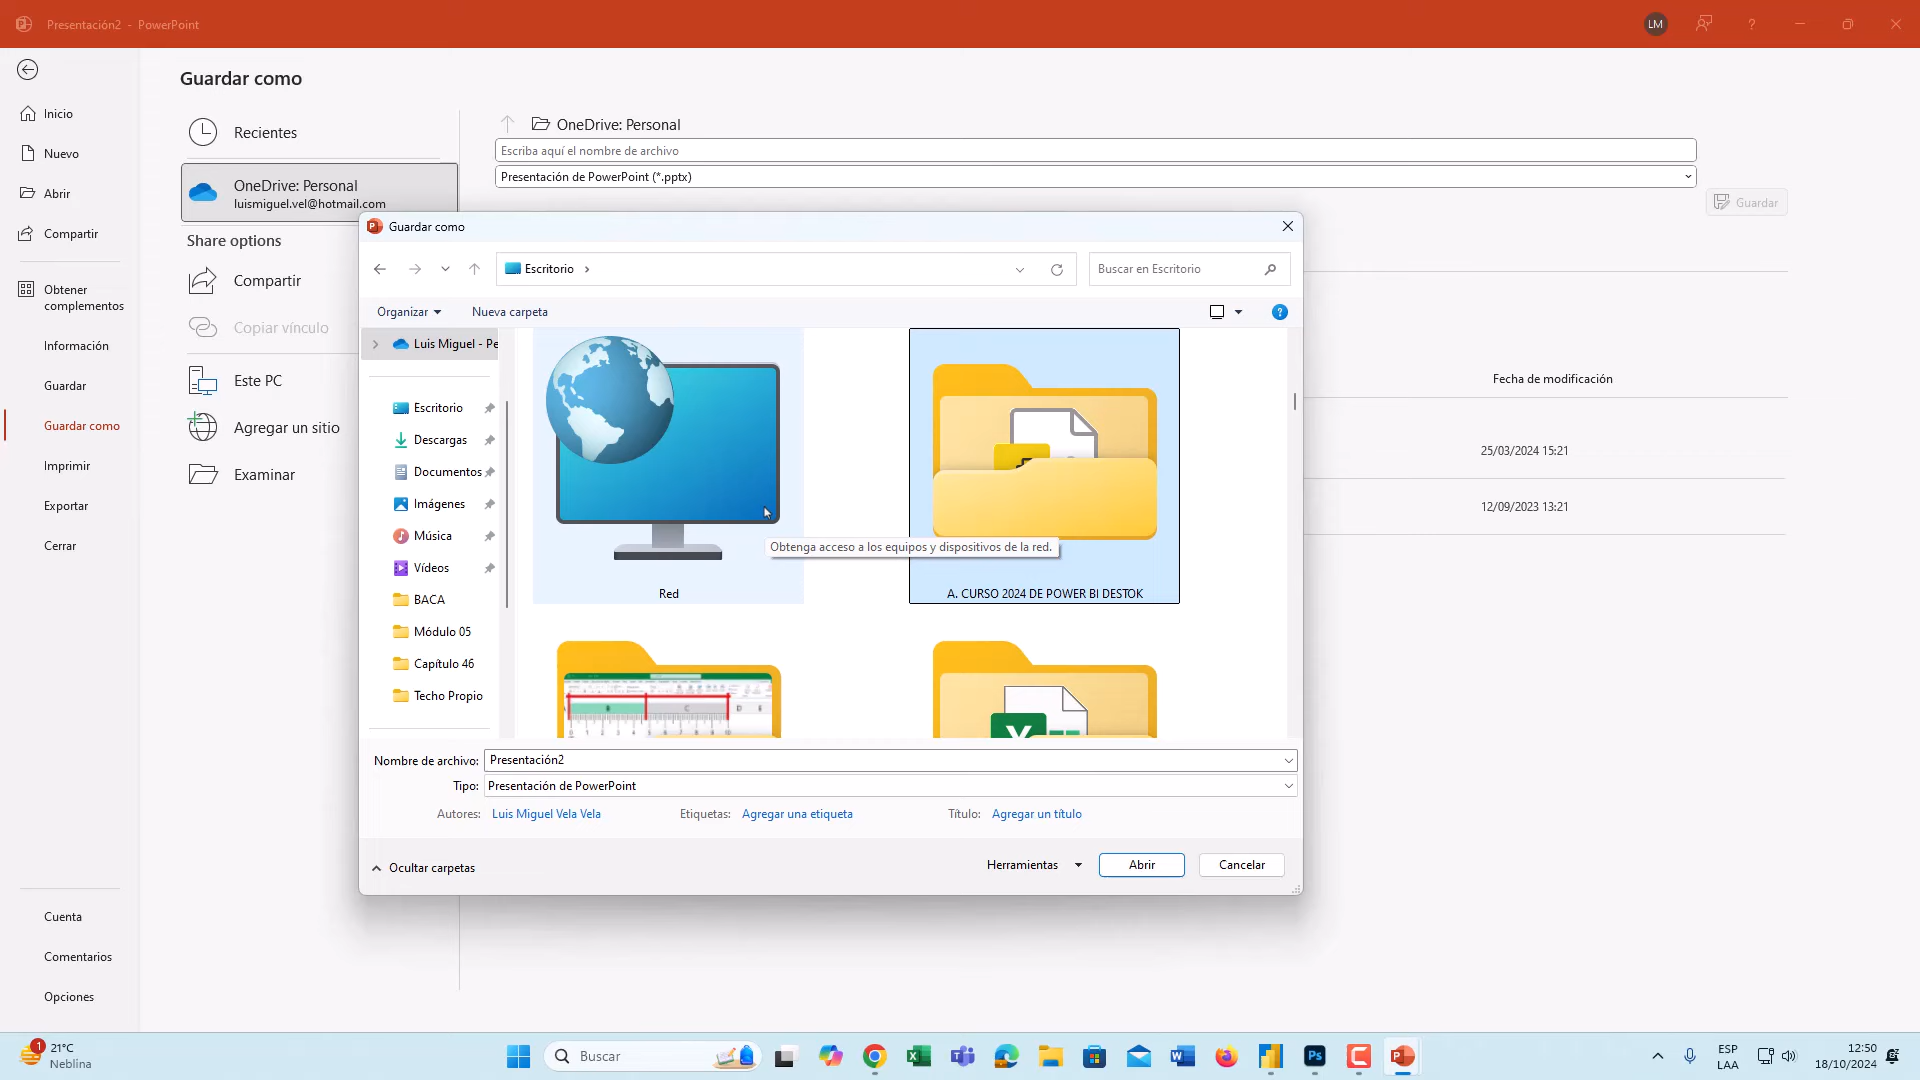 Presentación2 - PowerPoint
LM
?
Guardar como
Inicio
Nuevo
Abrir
Compartir
Obtener
complementos
Información
Guardar
Guardar como
Imprimir
Exportar
Cerrar
Cuenta
Comentarios
Opciones
Recientes
OneDrive: Personal
luismiguel.vel@hotmail.com
Share options
Compartir
Copiar vínculo
Este PC
Agregar un sitio
Examinar
OneDrive: Personal
Escriba aquí el nombre de archivo
Presentación de PowerPoint (*.pptx)
Guardar
Fecha de modificación
25/03/2024 15:21
12/09/2023 13:21
Guardar como
Escritorio
Buscar en Escritorio
Organizar
Nueva carpeta
?
Luis Miguel - Pe
Escritorio
Descargas
Documentos
Imágenes
Música
Vídeos
BACA
Módulo 05
Capítulo 46
Techo Propio
Obtenga acceso a los equipos y dispositivos de la red.
Red
A. CURSO 2024 DE POWER BI DESTOK
B C D E
Nombre de archivo: Presentación2
Tipo: Presentación de PowerPoint
Autores: Luis Miguel Vela Vela
Etiquetas: Agregar una etiqueta
Título: Agregar un título
Ocultar carpetas
Herramientas
Abrir
Cancelar
1
21°C
Neblina
Buscar
Ps
ESP
LAA
12:50
18/10/2024